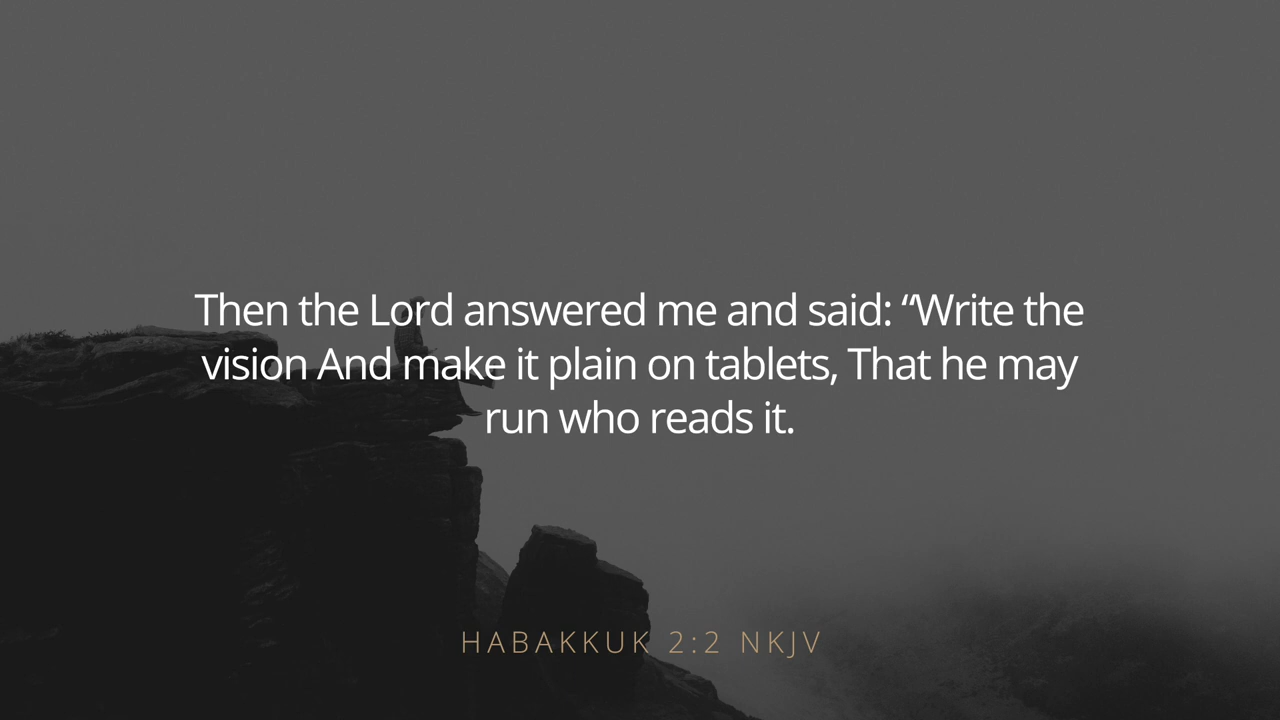 Then the Lord answered me and said: “Write the
vision And make it plain on tablets, That he may
run who reads it.
HABAKKUK 2:2 NKJV